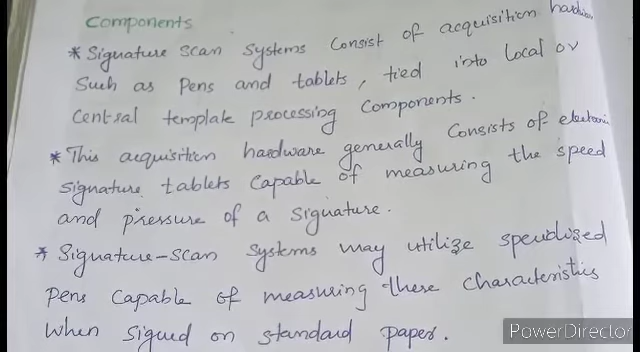 Components
* Signature scan systems consist of acquisition hardware
Such as pens and tablets, tied into local or
Central template processing Components.
* This acquisition hardware generally Consists of electronic
signature tablets Capable of measuring the speed
and pressure of a signature.
* Signature-scan systems may utilize
pens Capable of measuring these characteristics
When signed on standard paper.
PowerDirector